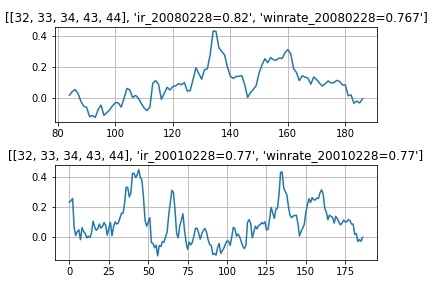 [[32, 33, 34, 43, 44], 'ir_20080228=0.82', 'winrate_20080228=0.767']
0.4
0.2
0.0
80 100 120 140 160 180
[[32, 33, 34, 43, 44], 'ir_20010228=0.77', 'winrate_20010228=0.77']
0.4
0.2
0.0
0 25 50 75 100 125 150 175